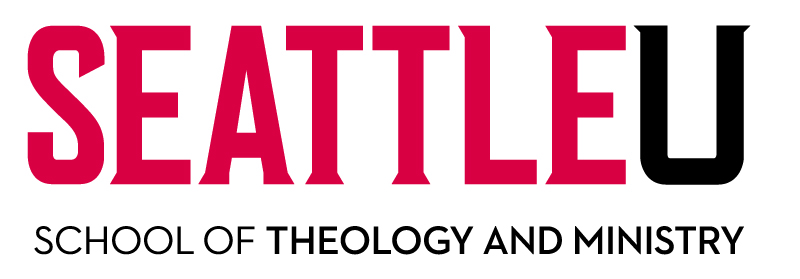 SEATTLEU
SCHOOL OF THEOLOGY AND MINISTRY